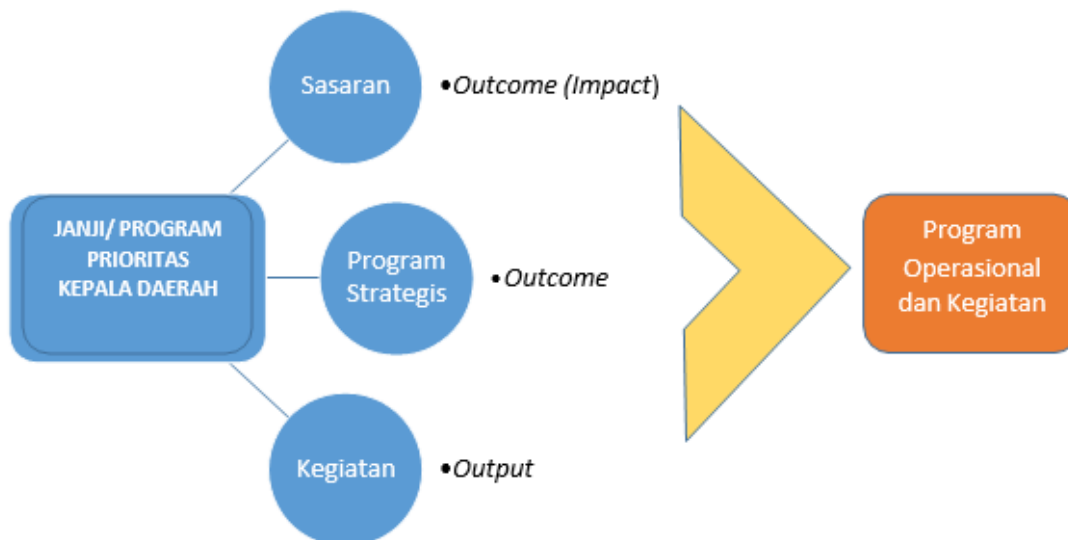 Sasaran
•Outcome (Impact)
JANJI/ PROGRAM
PRIORITAS
KEPALA DAERAH
Program
Strategis
•Outcome
Kegiatan
•Output
Program
Operasional
dan Kegiatan